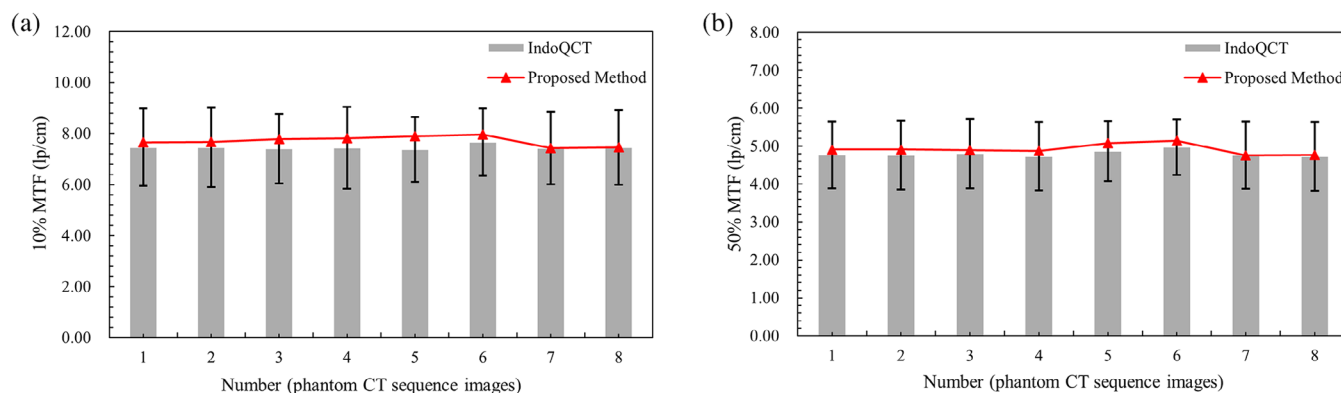 (a)
12.00
10.00
8.00
6.00
4.00
2.00
0.00
10% MTF (lp/cm)
IndoQCT
Proposed Method
1 2 3 4 5 6 7 8
Number (phantom CT sequence images)
(b)
8.00
7.00
6.00
5.00
4.00
3.00
2.00
1.00
0.00
50% MTF (lp/cm)
IndoQCT
Proposed Method
1 2 3 4 5 6 7 8
Number (phantom CT sequence images)